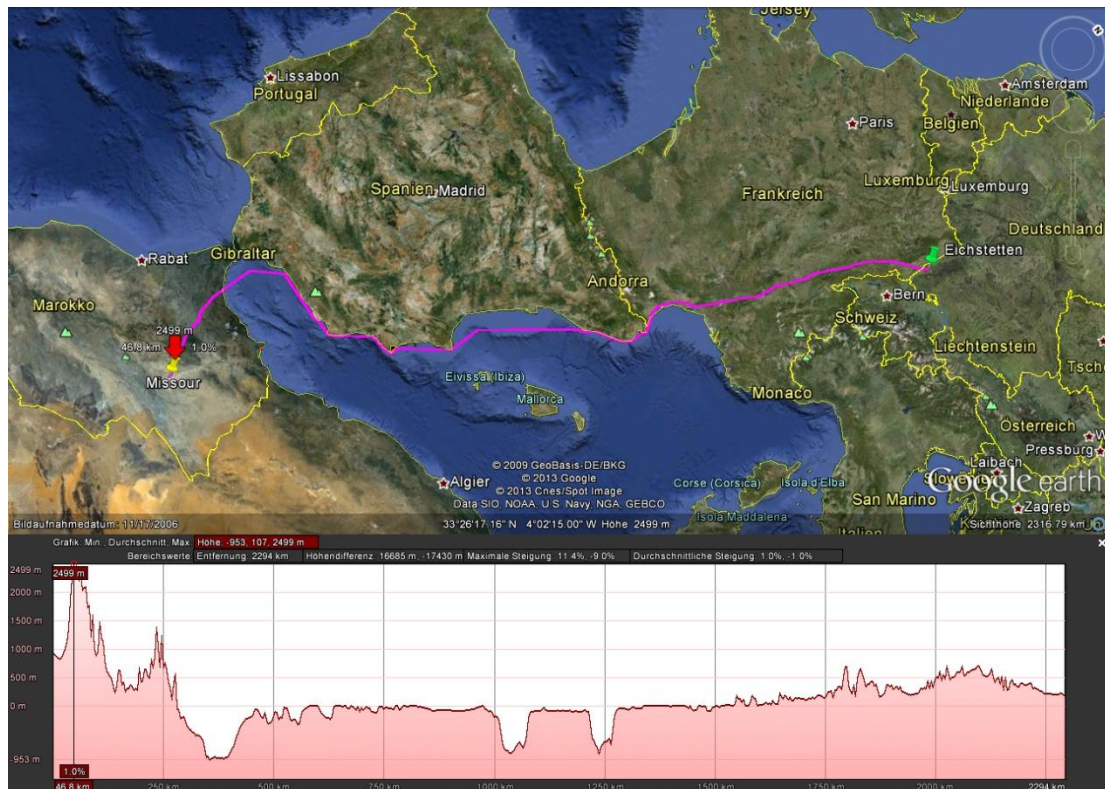 Jersey
Lissabon
Portugal
Amsterdam
Niederlande
Belgien
Paris
Spanien Madrid
Frankreich
Luxemburg Luxemburg
Deutschland
Gibraltar
Rabat
Andorra
Eichstetten
Marokko
Bern
Schweiz
2499 m
46.8 km 1.0%
Missour
Liechtenstein
Eivissa (Ibiza)
Mallorca
Monaco
Österreich
Pressburg
Algier
© 2009 GeoBasis-DE/BKG
© 2013 Google
© 2013 Cnes/Spot Image
Data SIO, NOAA, U.S. Navy, NGA, GEBCO
Corse (Corsica)
Isola d'Elba
Isola Maddalena
San Marino
Laibach
Google earth
Zagreb
Italien
Bildaufnahmedatum: 11/17/2006 33°26'17.16" N 4°02'15.00" W Höhe 2499 m Sichthöhe 2316.79 km
Grafik: Min., Durchschnitt, Max. Höhe: -953, 107, 2499 m
Bereichswerte: Entfernung: 2294 km Höhendifferenz: 16685 m, -17430 m Maximale Steigung: 11.4%, -9.0% Durchschnittliche Steigung: 1.0%, -1.0%
2499 m
2499 m
2000 m
1500 m
1000 m
500 m
0 m
-953 m
1.0%
46.8 km 250 km 500 km 750 km 1000 km 1250 km 1500 km 1750 km 2000 km 2294 km